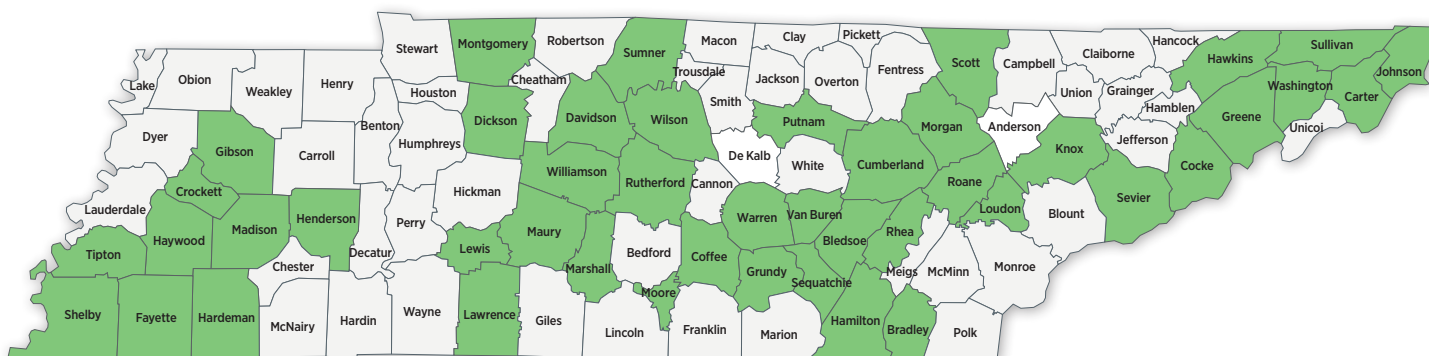 Stewart
Montgomery
Robertson
Sumner
Macon
Clay
Pickett
Scott
Campbell
Claiborne
Hancock
Hawkins
Sullivan
Johnson
Lake
Obion
Weakley
Henry
Houston
Cheatham
Trousdale
Jackson
Overton
Fentress
Union
Grainger
Hamblen
Washington
Carter
Dyer
Benton
Humphreys
Dickson
Davidson
Wilson
Smith
Putnam
Morgan
Anderson
Knox
Jefferson
Greene
Unicoi
Gibson
Carroll
Williamson
Rutherford
De Kalb
White
Cumberland
Roane
Cocke
Crockett
Hickman
Cannon
Loudon
Blount
Sevier
Lauderdale
Haywood
Madison
Henderson
Perry
Lewis
Maury
Bedford
Warren
Van Buren
Bledsoe
Rhea
Tipton
Chester
Decatur
Marshall
Coffee
Grundy
Sequatchie
Meigs
McMinn
Monroe
Shelby
Fayette
Hardeman
McNairy
Hardin
Wayne
Lawrence
Giles
Moore
Lincoln
Franklin
Marion
Hamilton
Bradley
Polk